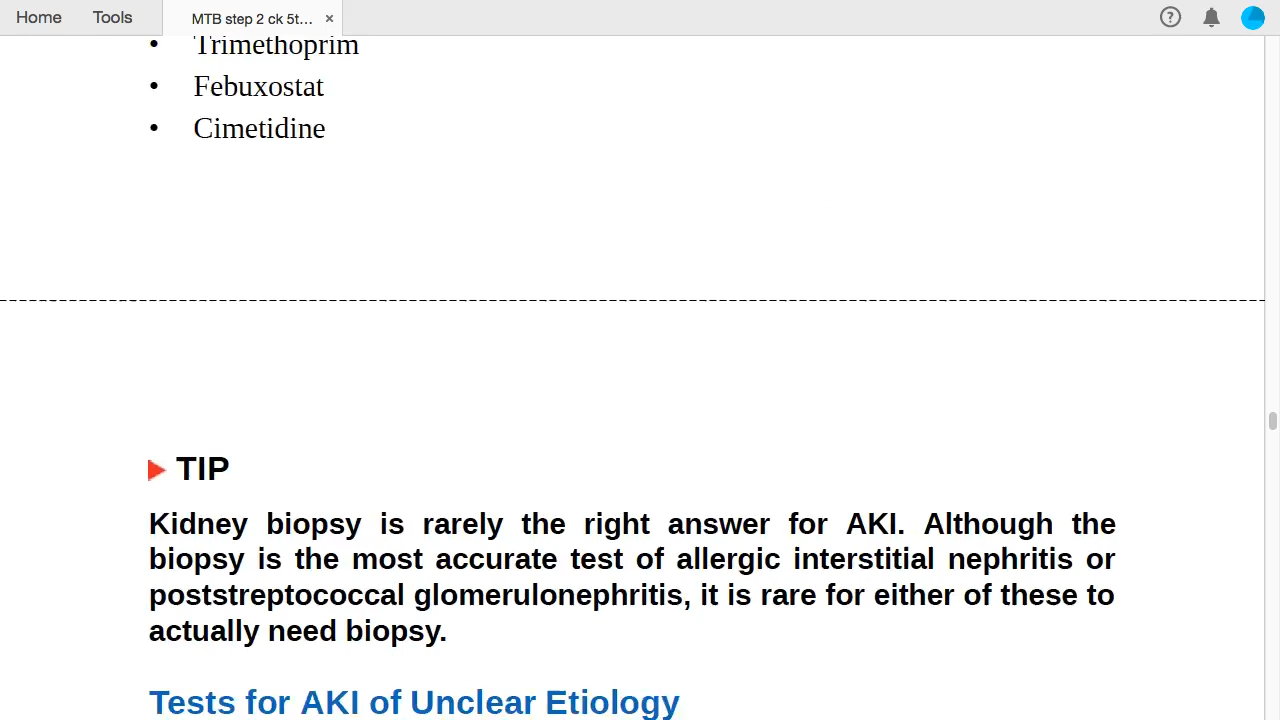 Home Tools MTB step 2 ck 5t... ×
• Trimethoprim
• Febuxostat
• Cimetidine
TIP
Kidney biopsy is rarely the right answer for AKI. Although the
biopsy is the most accurate test of allergic interstitial nephritis or
poststreptococcal glomerulonephritis, it is rare for either of these to
actually need biopsy.
Tests for AKI of Unclear Etiology